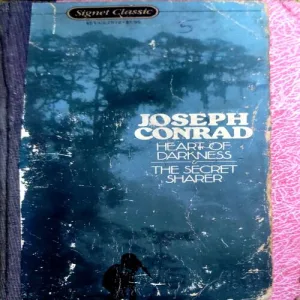 Signet Classic
JOSEPH
CONRAD
HEART OF
DARKNESS
THE SECRET
SHARER